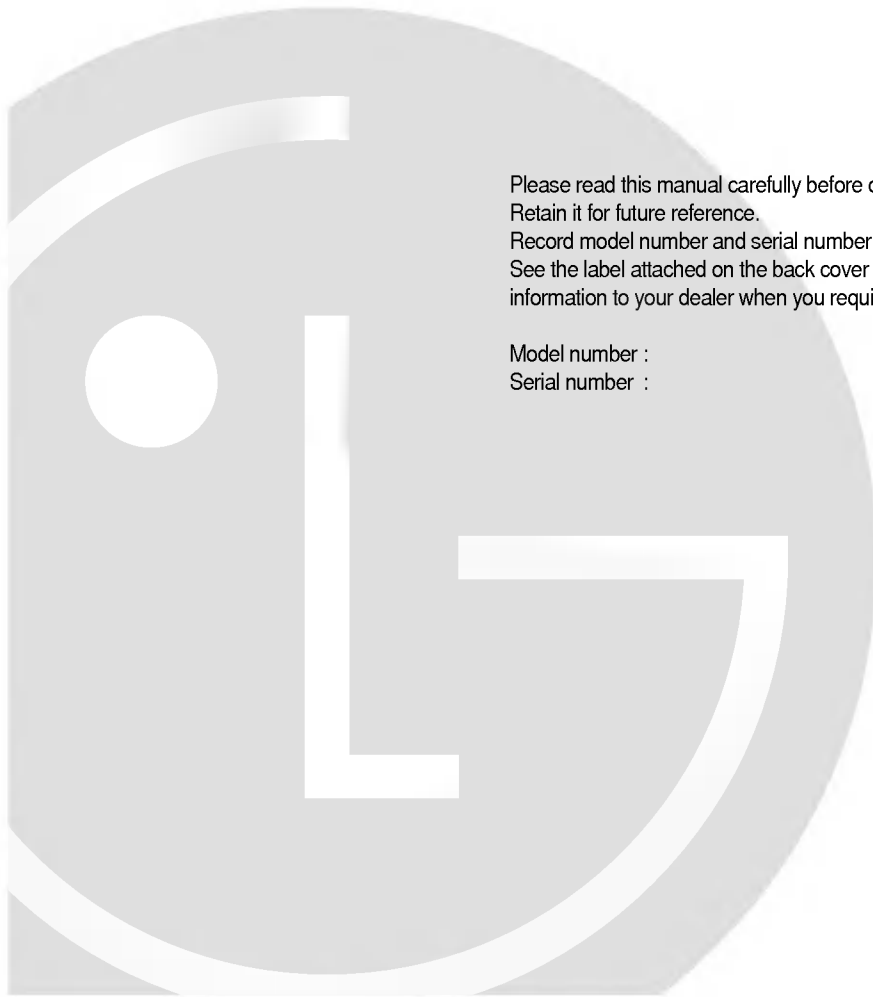 Please read this manual carefully before
Retain it for future reference.
Record model number and serial number
See the label attached on the back cover
information to your dealer when you
Model number :
Serial number :
LG